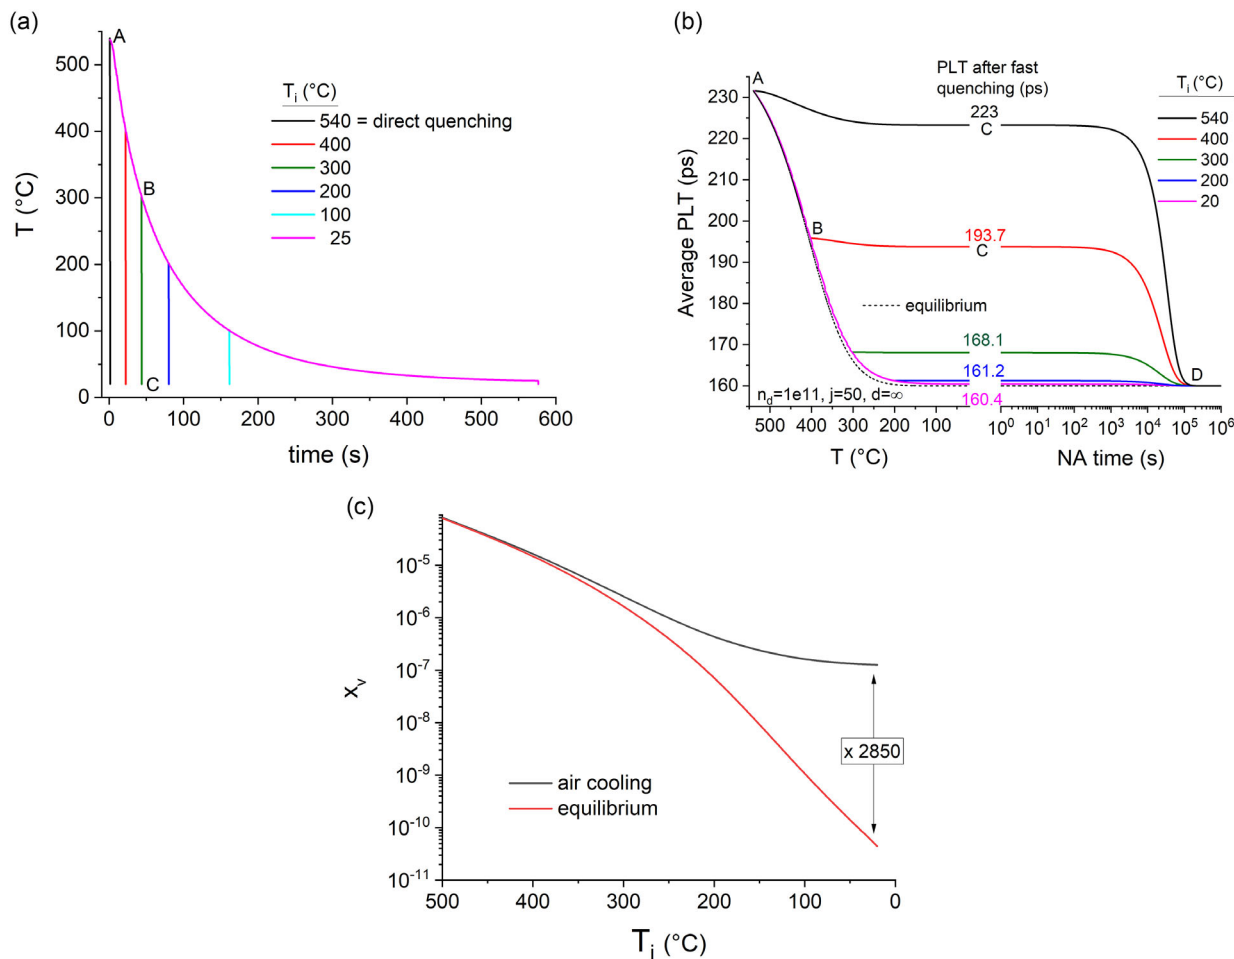 (a)
T (°C)
500
400
300
200
100
0
A
B
C
T_i (°C)
540 = direct quenching
400
300
200
100
25
0 100 200 300 400 500 600
time (s)
(b)
Average PLT (ps)
230
220
210
200
190
180
170
160
A
B
PLT after fast
quenching (ps)
223
C
193.7
C
equilibrium
168.1
161.2
160.4
D
n_d=1e11, j=50, d=∞
T_i (°C)
540
400
300
200
20
500 400 300 200 100
T (°C)
10^0 10^1 10^2 10^3 10^4 10^5 10^6
NA time (s)
(c)
x_v
10^-5
10^-6
10^-7
10^-8
10^-9
10^-10
10^-11
x 2850
air cooling
equilibrium
500 400 300 200 100 0
T_i (°C)